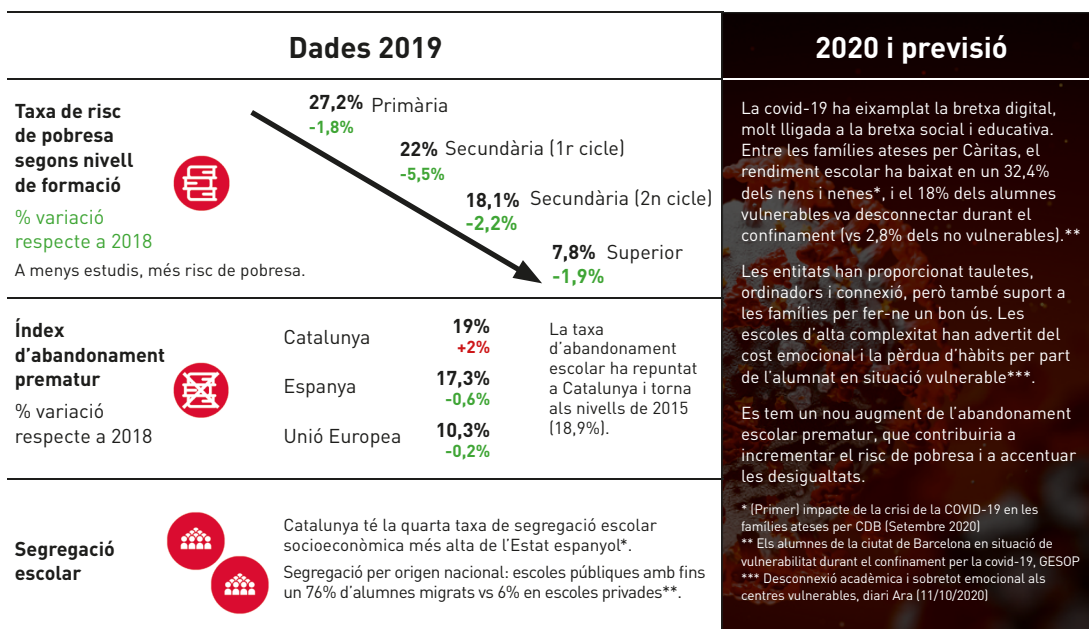 Dades 2019
2020 i previsió
Taxa de risc
de pobresa
segons nivell
de formació
% variació
respecte a 2018
A menys estudis, més risc de pobresa.
27,2% Primària
-1,8%
22% Secundària (1r cicle)
-5,5%
18,1% Secundària (2n cicle)
-2,2%
7,8% Superior
-1,9%
Índex
d’abandonament
prematur
% variació
respecte a 2018
Catalunya 19%
+2%
Espanya 17,3%
-0,6%
Unió Europea 10,3%
-0,2%
La taxa
d’abandonament
escolar ha repuntat
a Catalunya i torna
als nivells de 2015
(18,9%).
Segregació
escolar
Catalunya té la quarta taxa de segregació escolar
socioeconòmica més alta de l’Estat espanyol*.
Segregació per origen nacional: escoles públiques amb fins
un 76% d’alumnes migrats vs 6% en escoles privades**.
La covid-19 ha eixamplat la bretxa digital,
molt lligada a la bretxa social i educativa.
Entre les famílies ateses per Càritas, el
rendiment escolar ha baixat en un 32,4%
dels nens i nenes*, i el 18% dels alumnes
vulnerables va desconnectar durant el
confinament (vs 2,8% dels no vulnerables).**
Les entitats han proporcionat tauletes,
ordinadors i connexió, però també suport a
les famílies per fer-ne un bon ús. Les
escoles d’alta complexitat han advertit del
cost emocional i la pèrdua d’hàbits per part
de l’alumnat en situació vulnerable***.
Es tem un nou augment de l’abandonament
escolar prematur, que contribuiria a
incrementar el risc de pobresa i a accentuar
les desigualtats.
* (Primer) impacte de la crisi de la COVID-19 en les
famílies ateses per CDB (Setembre 2020)
** Els alumnes de la ciutat de Barcelona en situació de
vulnerabilitat durant el confinament per la covid-19, GESOP
*** Desconnexió acadèmica i sobretot emocional als
centres vulnerables, diari Ara (11/10/2020)